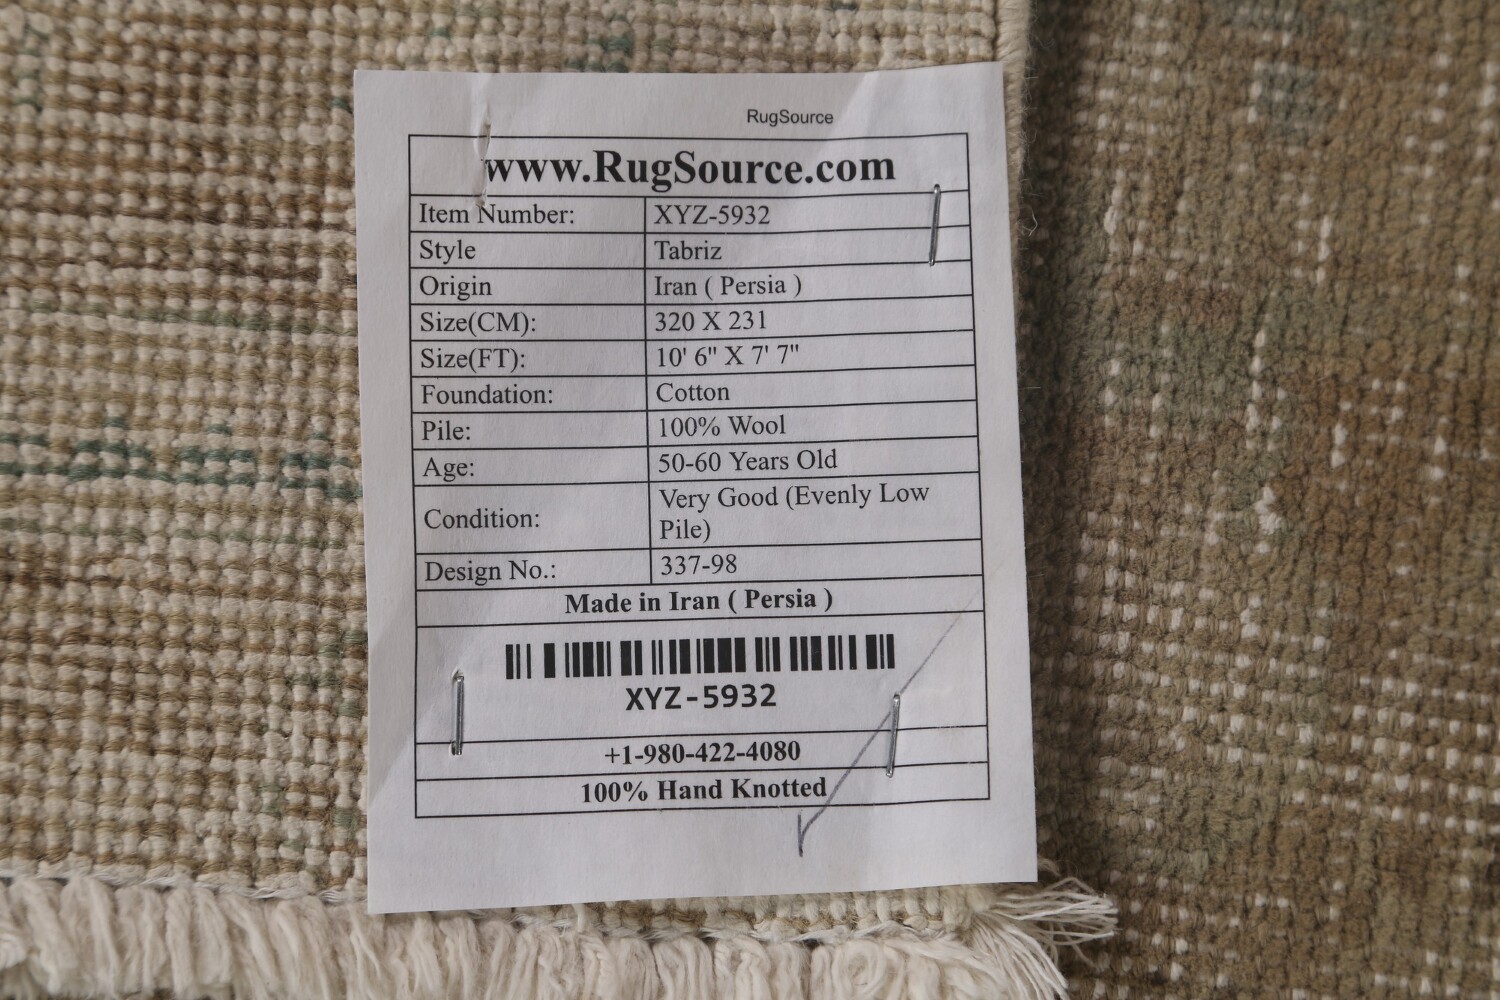 RugSource
www.RugSource.com
Item Number: XYZ-5932
Style Tabriz
Origin Iran ( Persia )
Size(CM): 320 X 231
Size(FT): 10' 6" X 7' 7"
Foundation: Cotton
Pile: 100% Wool
Age: 50-60 Years Old
Condition: Very Good (Evenly Low
Pile)
Design No.: 337-98
Made in Iran ( Persia )
XYZ-5932
+1-980-422-4080
100% Hand Knotted